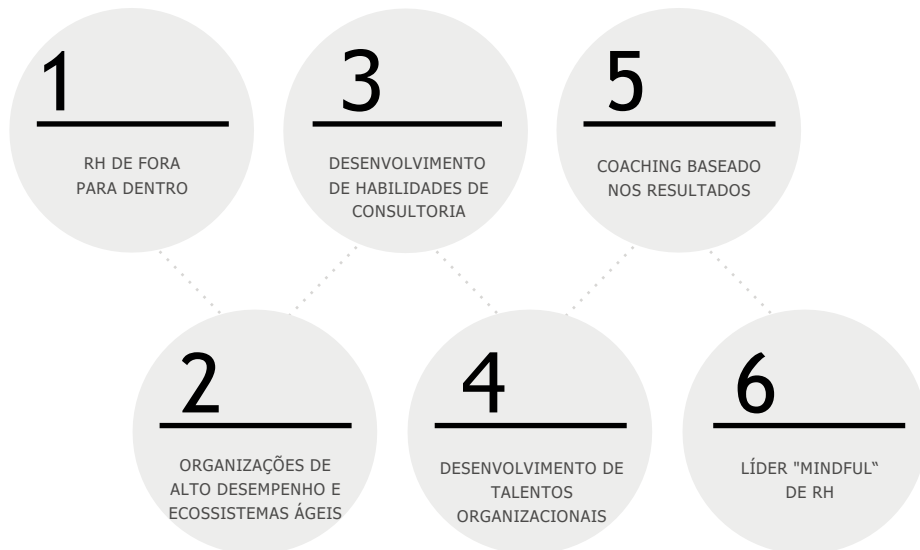 1
RH DE FORA
PARA DENTRO
2
ORGANIZAÇÕES DE
ALTO DESEMPENHO E
ECOSSISTEMAS ÁGEIS
3
DESENVOLVIMENTO
DE HABILIDADES DE
CONSULTORIA
4
DESENVOLVIMENTO DE
TALENTOS
ORGANIZACIONAIS
5
COACHING BASEADO
NOS RESULTADOS
6
LÍDER "MINDFUL“
DE RH